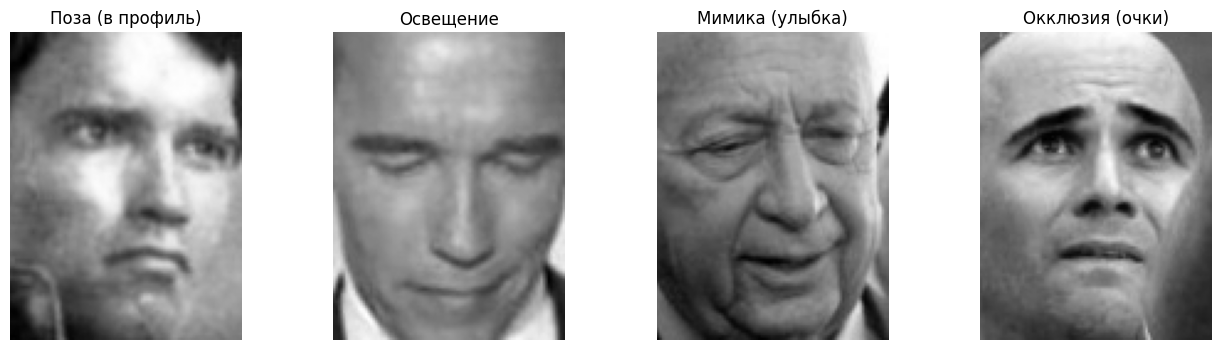 Поза (в профиль)
Освещение
Мимика (улыбка)
Окклюзия (очки)